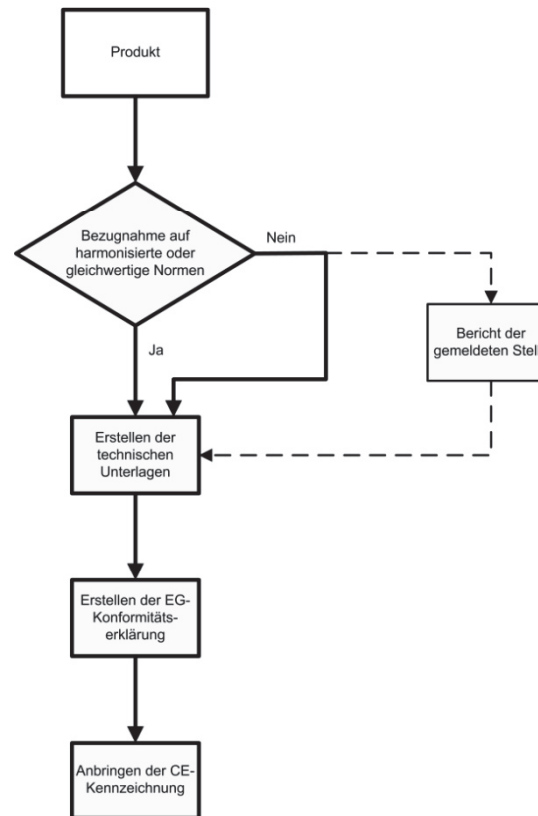 Produkt
Bezugnahme auf
harmonisierte oder
gleichwertige Normen
Nein
Ja
Bericht der
gemeldeten Stell
Erstellen der
technischen
Unterlagen
Erstellen der EG-
Konformitäts-
erklärung
Anbringen der CE-
Kennzeichnung